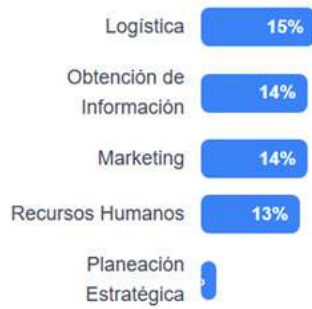 Logística
15%
Obtención de
Información
14%
Marketing
14%
Recursos Humanos
13%
Planeación
Estratégica